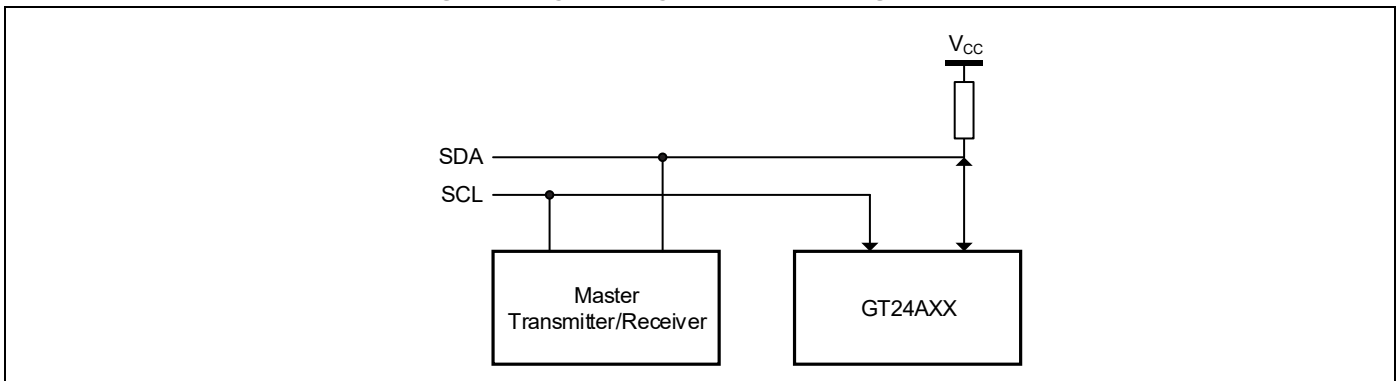 VCC
SDA
SCL
Master
Transmitter/Receiver
GT24AXX